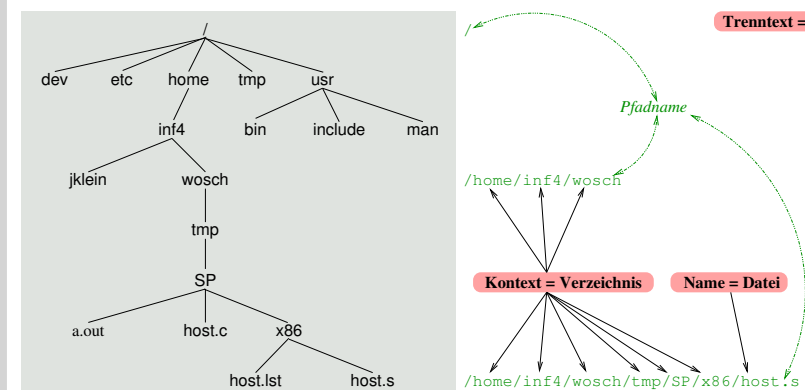 /
dev etc home tmp usr
inf4 bin include man
jklein wosch
tmp
SP
a.out host.c x86
host.lst host.s
Trenntext =
/
Pfadname
/home/inf4/wosch
Kontext = Verzeichnis
Name = Datei
/home/inf4/wosch/tmp/SP/x86/host.s